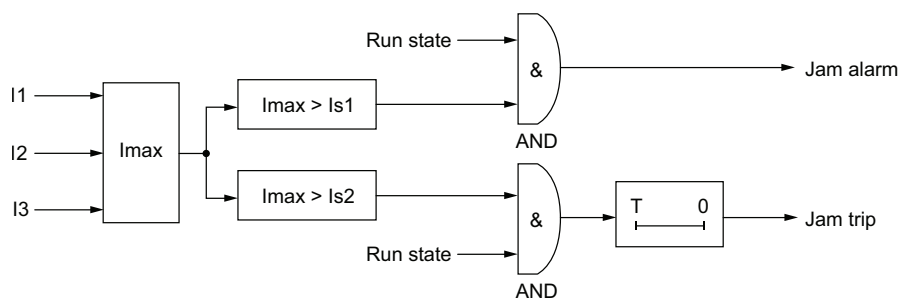 Run state
&
Jam alarm
I1
Imax > Is1
AND
I2
Imax
I3
Imax > Is2
&
T 0
Jam trip
Run state
AND